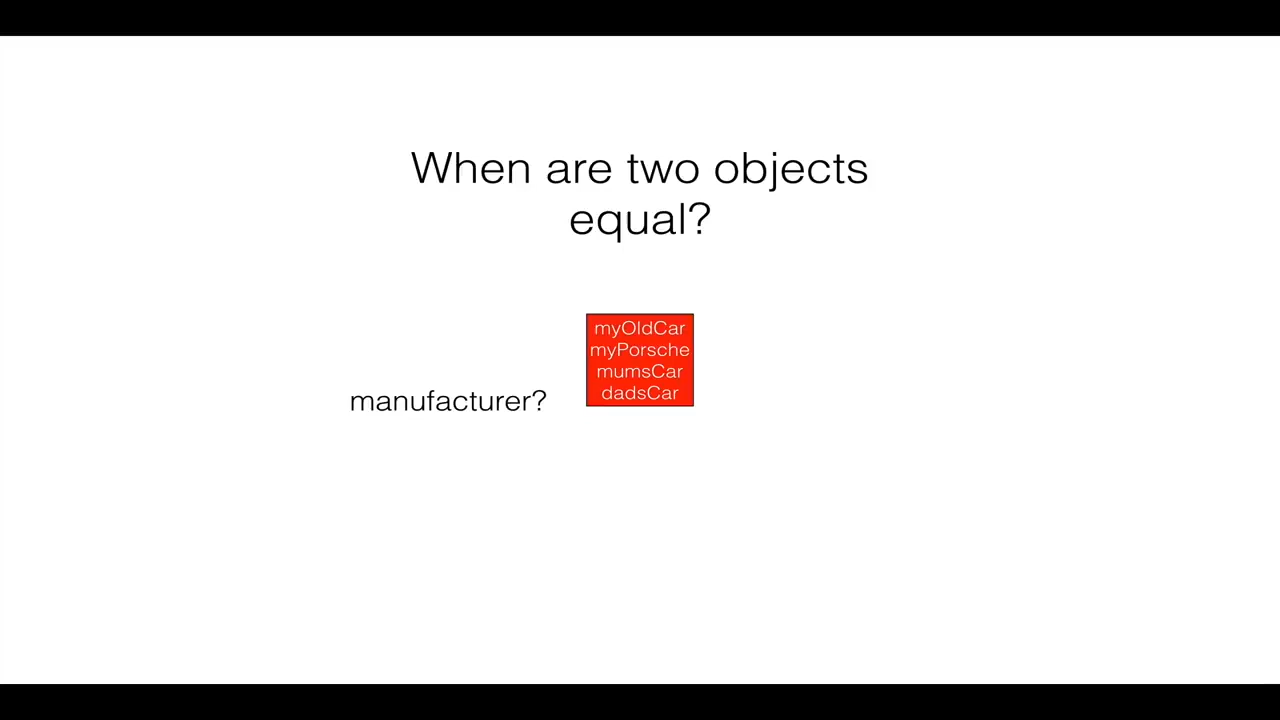 When are two objects
equal?
myOldCar
myPorsche
mumsCar
dadsCar
manufacturer?